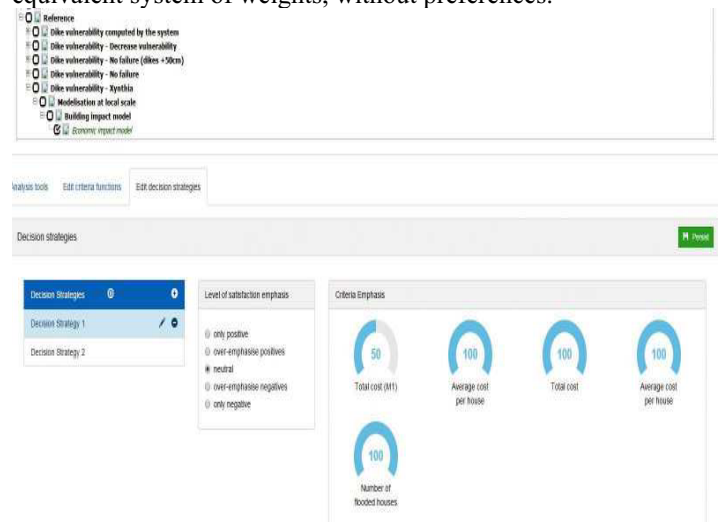 equivalent system of weights, without preferences.
Reference
Dike vulnerability computed by the system
Dike vulnerability - Decrease vulnerability
Dike vulnerability - No failure (dikes +50cm)
Dike vulnerability - No failure
Dike vulnerability - Xynthia
Modelisation at local scale
Building impact model
Economic impact model
Analysis tools Edit criteria functions Edit decision strategies
Decision strategies Persist
Decision Strategies Level of satisfaction emphasis Criteria Emphasis
Decision Strategy 1
Decision Strategy 2
only positive
over-emphasise positives
neutral
over-emphasise negatives
only negative
50 100 100 100
Total cost (M1) Average cost Total cost Average cost
per house per house
100
Number of
flooded houses